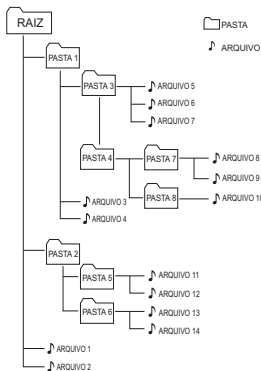 RAIZ
PASTA
ARQUIVO
PASTA 1
PASTA 3
ARQUIVO 5
ARQUIVO 6
ARQUIVO 7
PASTA 4
PASTA 7
ARQUIVO 8
ARQUIVO 9
PASTA 8
ARQUIVO 10
ARQUIVO 3
ARQUIVO 4
PASTA 2
PASTA 5
ARQUIVO 11
ARQUIVO 12
PASTA 6
ARQUIVO 13
ARQUIVO 14
ARQUIVO 1
ARQUIVO 2